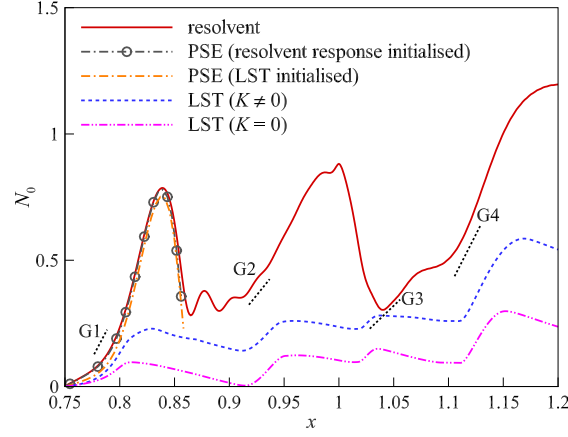 1.5
resolvent
PSE (resolvent response initialised)
PSE (LST initialised)
LST (K ≠ 0)
LST (K = 0)
1
N0
0.5
0
G1
G2
G3
G4
0.75 0.8 0.85 0.9 0.95 1 1.05 1.1 1.15 1.2
x